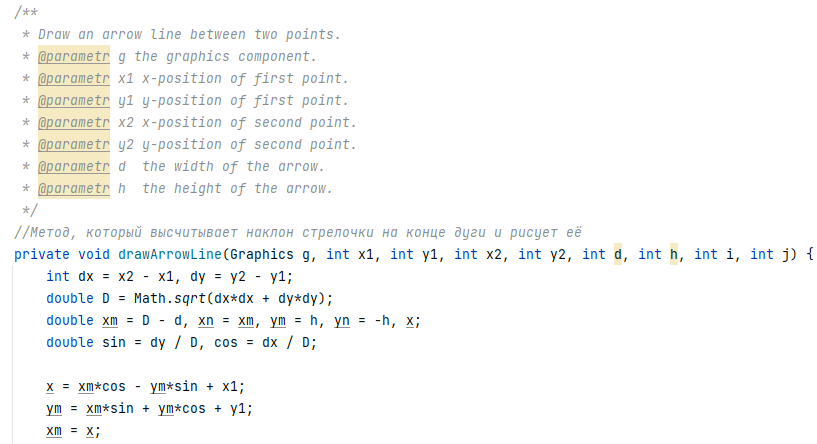 /**
 * Draw an arrow line between two points.
 * @parametr g the graphics component.
 * @parametr x1 x-position of first point.
 * @parametr y1 y-position of first point.
 * @parametr x2 x-position of second point.
 * @parametr y2 y-position of second point.
 * @parametr d  the width of the arrow.
 * @parametr h  the height of the arrow.
 */
//Метод, который высчитывает наклон стрелочки на конце дуги и рисует её
private void drawArrowLine(Graphics g, int x1, int y1, int x2, int y2, int d, int h, int i, int j) {
    int dx = x2 - x1, dy = y2 - y1;
    double D = Math.sqrt(dx*dx + dy*dy);
    double xm = D - d, xn = xm, ym = h, yn = -h, x;
    double sin = dy / D, cos = dx / D;

    x = xm*cos - ym*sin + x1;
    ym = xm*sin + ym*cos + y1;
    xm = x;